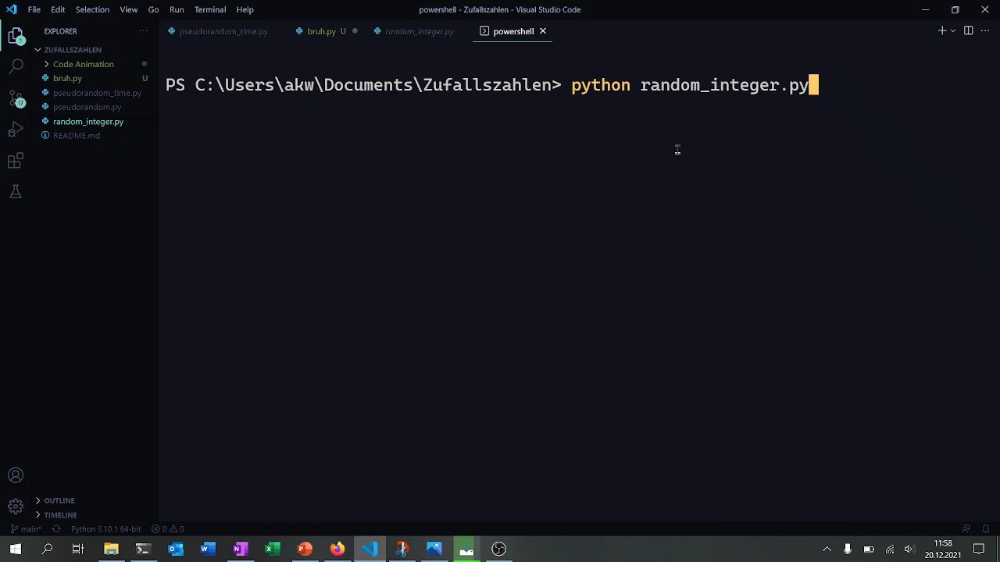 File Edit Selection View Go Run Terminal Help
powershell - Zufallszahlen - Visual Studio Code
EXPLORER
pseudorandom_time.py
bruh.py U
random_integer.py
powershell
ZUFALLSZAHLEN
Code Animation
bruh.py U
pseudorandom_time.py
pseudorandom.py
random_integer.py
README.md
PS C:\Users\akw\Documents\Zufallszahlen> python random_integer.py
1
17
OUTLINE
TIMELINE
main* Python 3.10.1 64-bit 0 0
11:58
20.12.2021